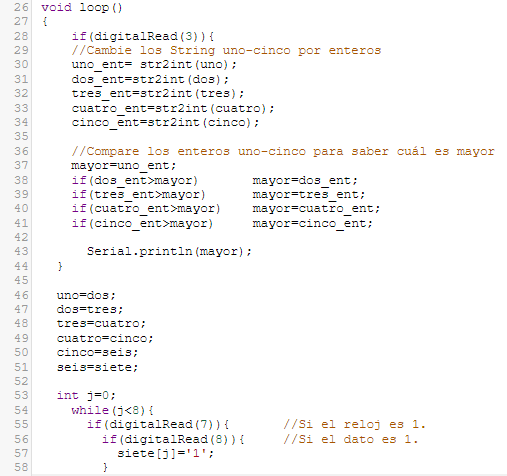 26 void loop()
27 {
28 if(digitalRead(3)){
29 //Cambie los String uno-cinco por enteros
30 uno_ent= str2int(uno);
31 dos_ent=str2int(dos);
32 tres_ent=str2int(tres);
33 cuatro_ent=str2int(cuatro);
34 cinco_ent=str2int(cinco);
35
36 //Compare los enteros uno-cinco para saber cuál es mayor
37 mayor=uno_ent;
38 if(dos_ent>mayor) mayor=dos_ent;
39 if(tres_ent>mayor) mayor=tres_ent;
40 if(cuatro_ent>mayor) mayor=cuatro_ent;
41 if(cinco_ent>mayor) mayor=cinco_ent;
42
43 Serial.println(mayor);
44 }
45
46 uno=dos;
47 dos=tres;
48 tres=cuatro;
49 cuatro=cinco;
50 cinco=seis;
51 seis=siete;
52
53 int j=0;
54 while(j<8){
55 if(digitalRead(7)){ //Si el reloj es 1.
56 if(digitalRead(8)){ //Si el dato es 1.
57 siete[j]='1';
58 }